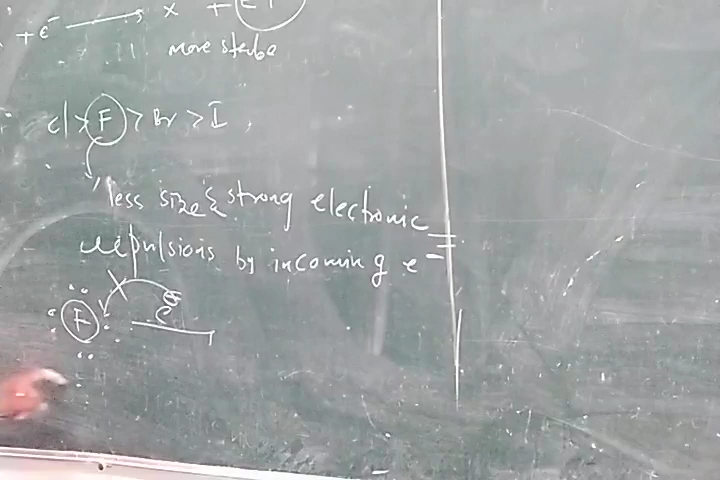 +e⁻ → x +
more stable
Cl > F > Br > I,
less size & strong electronic
repulsions by incoming e⁻
F e